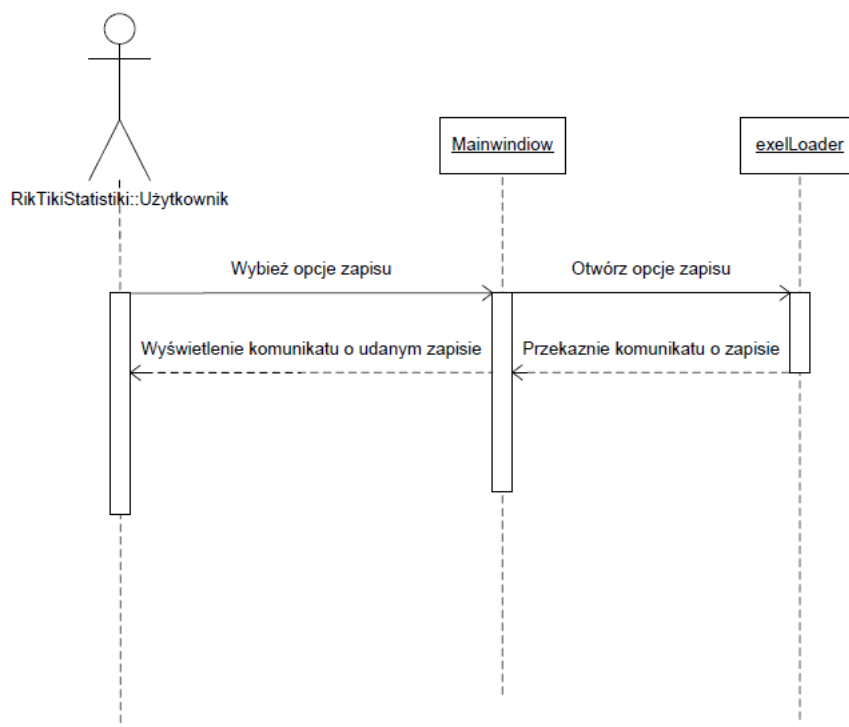 Mainwindiow
exelLoader
RikTikiStatistiki::Użytkownik
Wybież opcje zapisu
Otwórz opcje zapisu
Wyświetlenie komunikatu o udanym zapisie
Przekaznie komunikatu o zapisie